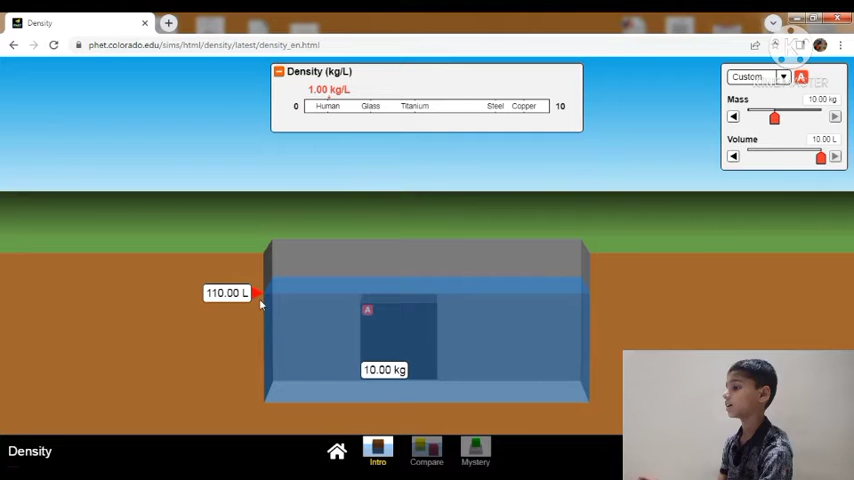 Density
phet.colorado.edu/sims/html/density/latest/density_en.html
Density (kg/L)
1.00 kg/L
0 Human Glass Titanium Steel Copper 10
Custom A
Mass 10.00 kg
Volume 10.00 L
110.00 L
A
10.00 kg
Density
Intro Compare Mystery